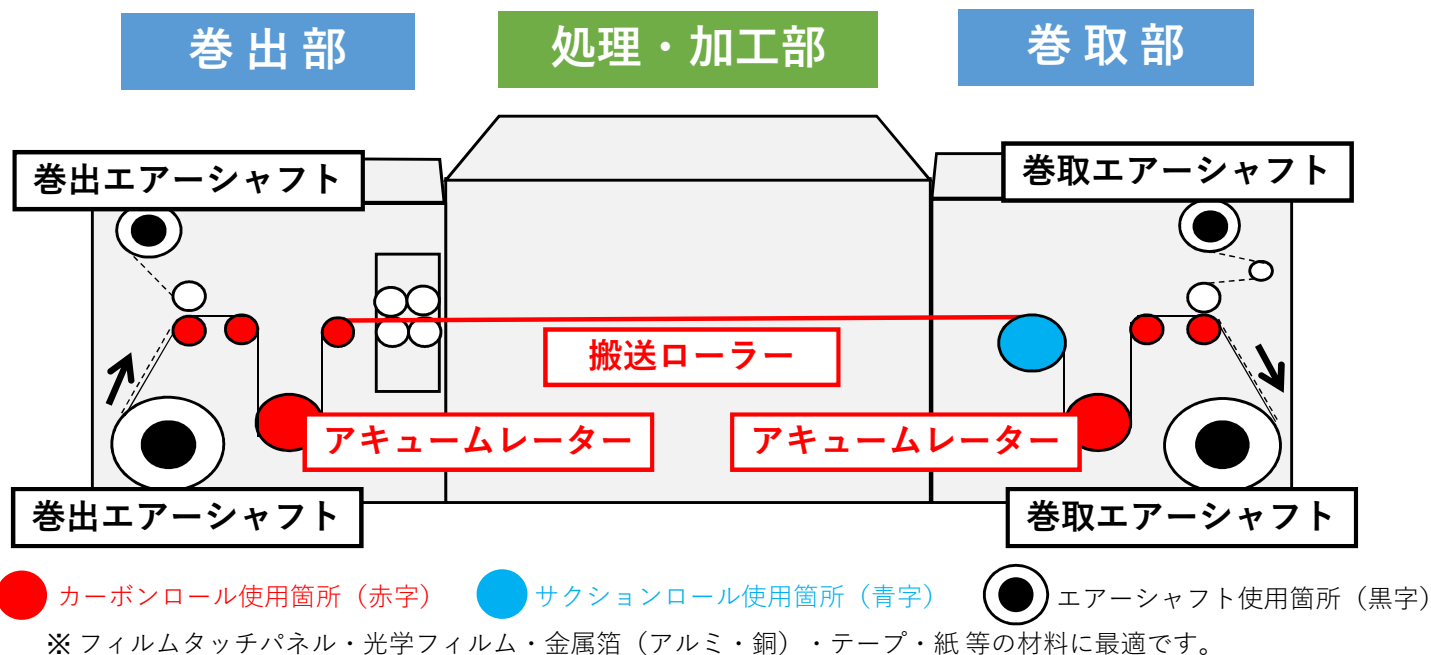 巻出部
処理・加工部
巻取部
巻出エアーシャフト
巻取エアーシャフト
搬送ローラー
アキュームレーター
アキュームレーター
巻出エアーシャフト
巻取エアーシャフト
カーボンロール使用箇所（赤字）
サクションロール使用箇所（青字）
エアーシャフト使用箇所（黒字）
※フィルムタッチパネル・光学フィルム・金属箔（アルミ・銅）・テープ・紙 等の材料に最適です。